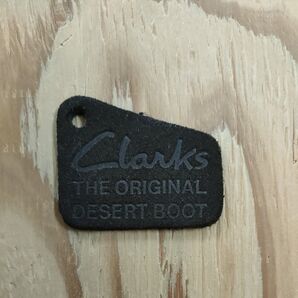 Clarks
THE ORIGINAL
DESERT BOOT